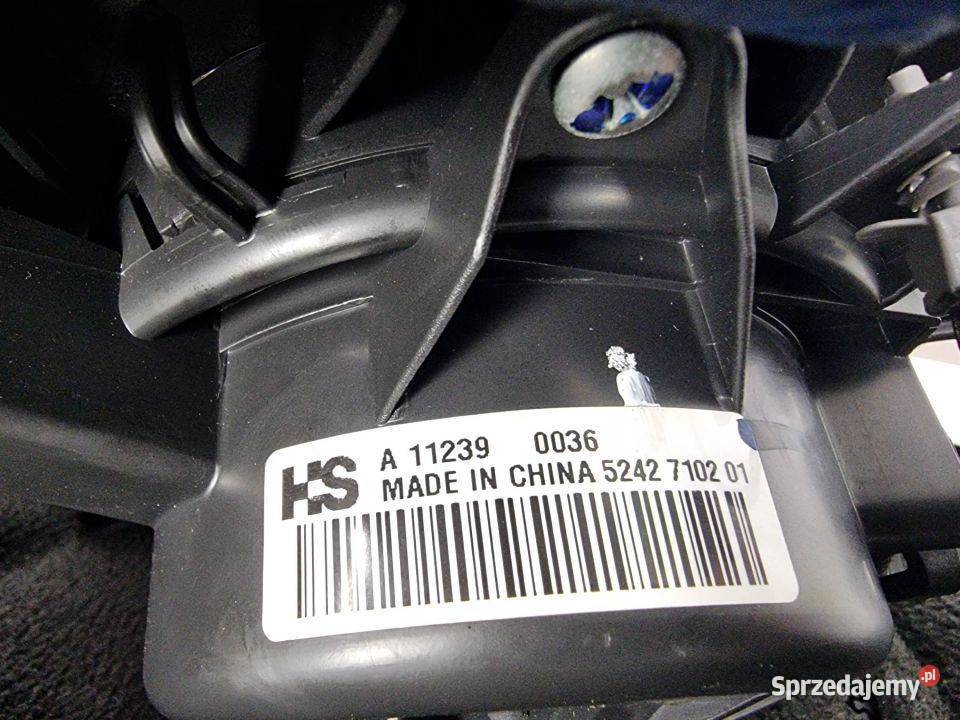 A 11239 0036
HS MADE IN CHINA 5242 7102 01
Sprzedajemy.pl